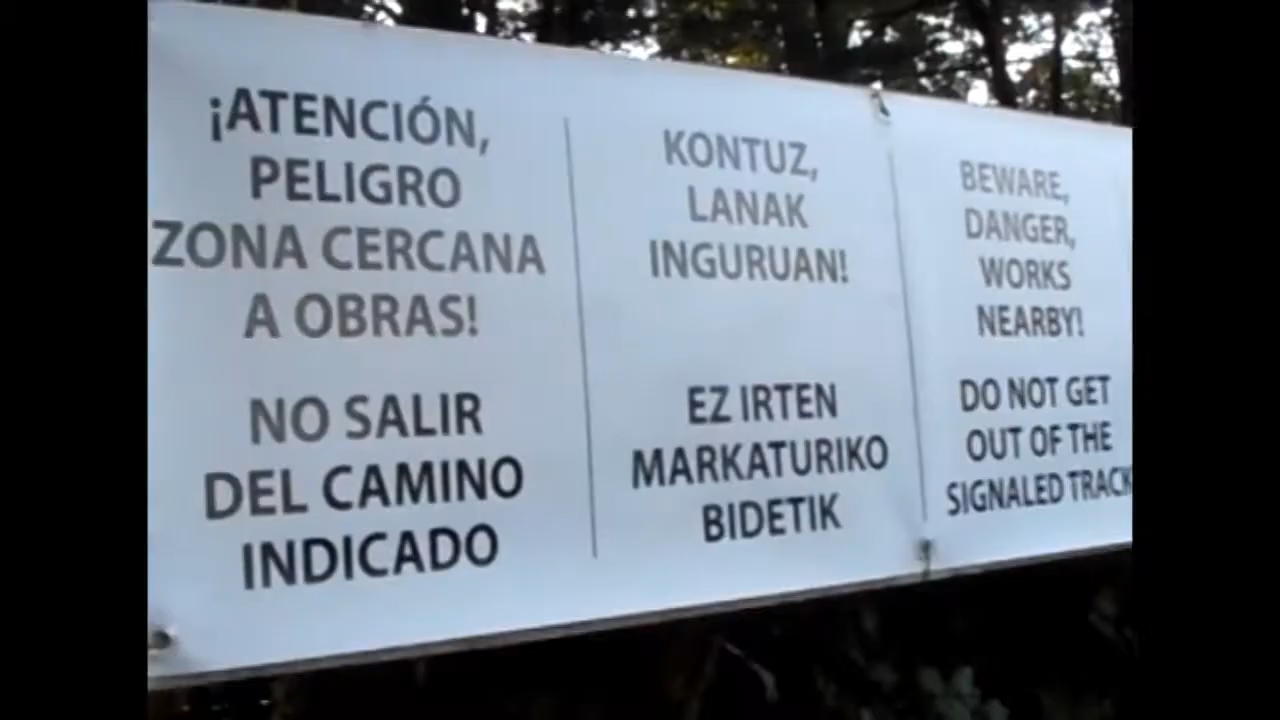 ¡ATENCIÓN,
PELIGRO
ZONA CERCANA
A OBRAS!
NO SALIR
DEL CAMINO
INDICADO
KONTUZ,
LANAK
INGURUAN!
EZ IRTEN
MARKATURIKO
BIDETIK
BEWARE,
DANGER,
WORKS
NEARBY!
DO NOT GET
OUT OF THE
SIGNALED TRACK